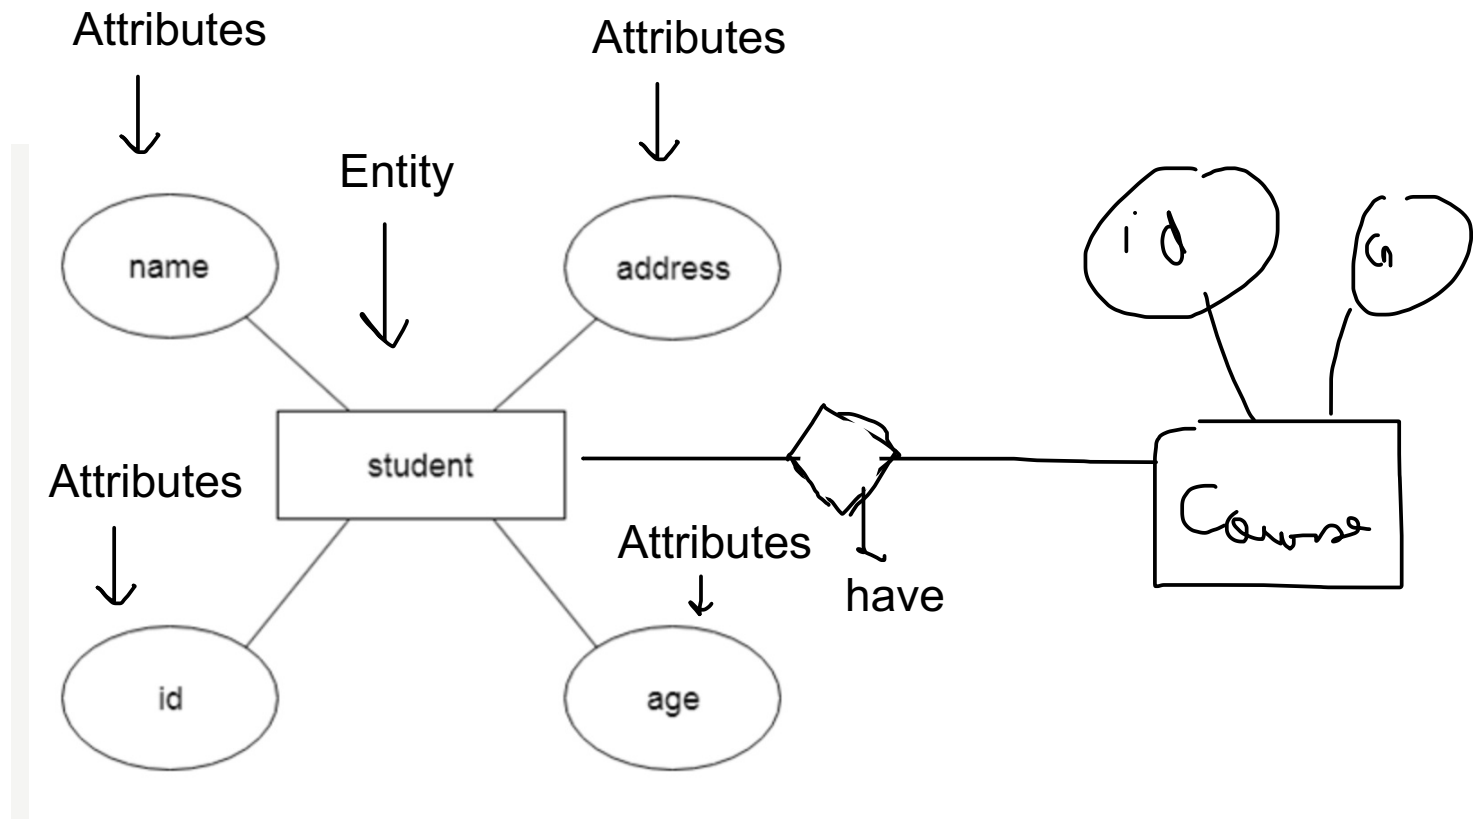 Attributes
Attributes
Entity
name
address
id
student
Attributes
Course
Attributes
have
id
age